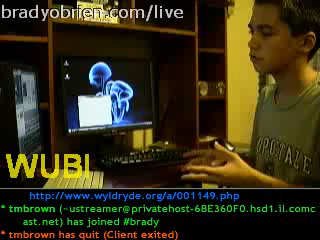 bradyobrien.com/live
OPOTALE
WUBI
http://www.wyldryde.org/a/001149.php
* tmbrown (~ustreamer@privatehost-6BE360F0.hsd1.il.comc
ast.net) has joined #brady
* tmbrown has quit (Client exited)